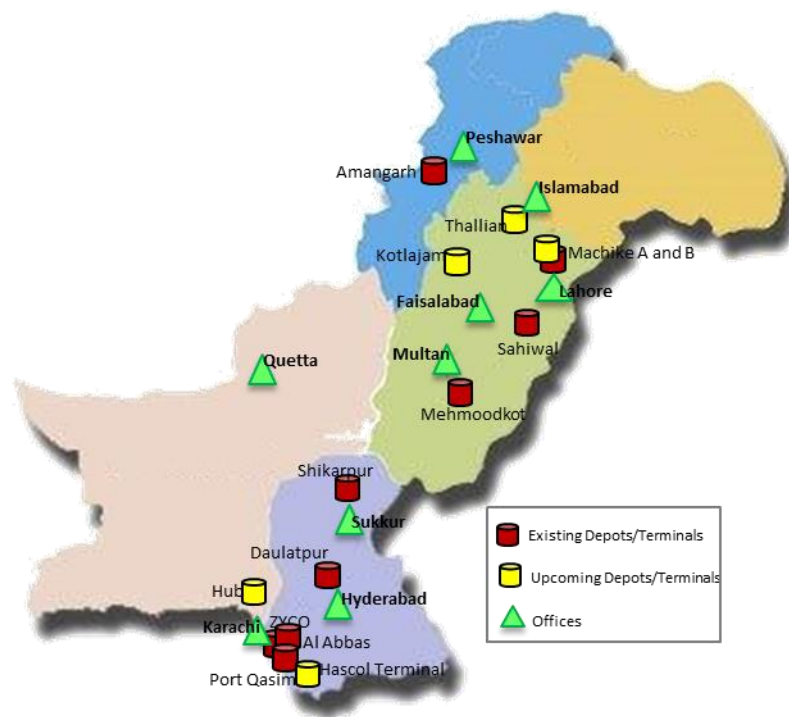 Peshawar
Amangarh
Islamabad
Thallian
Kotlajam
Machike A and B
Lahore
Faisalabad
Sahiwal
Multan
Quetta
Mehmoodkot
Shikarpur
Sukkur
Existing Depots/Terminals
Daulatpur
Upcoming Depots/Terminals
Hub
Hyderabad
Offices
ZYCO
Karachi
Al Abbas
Hascol Terminal
Port Qasim